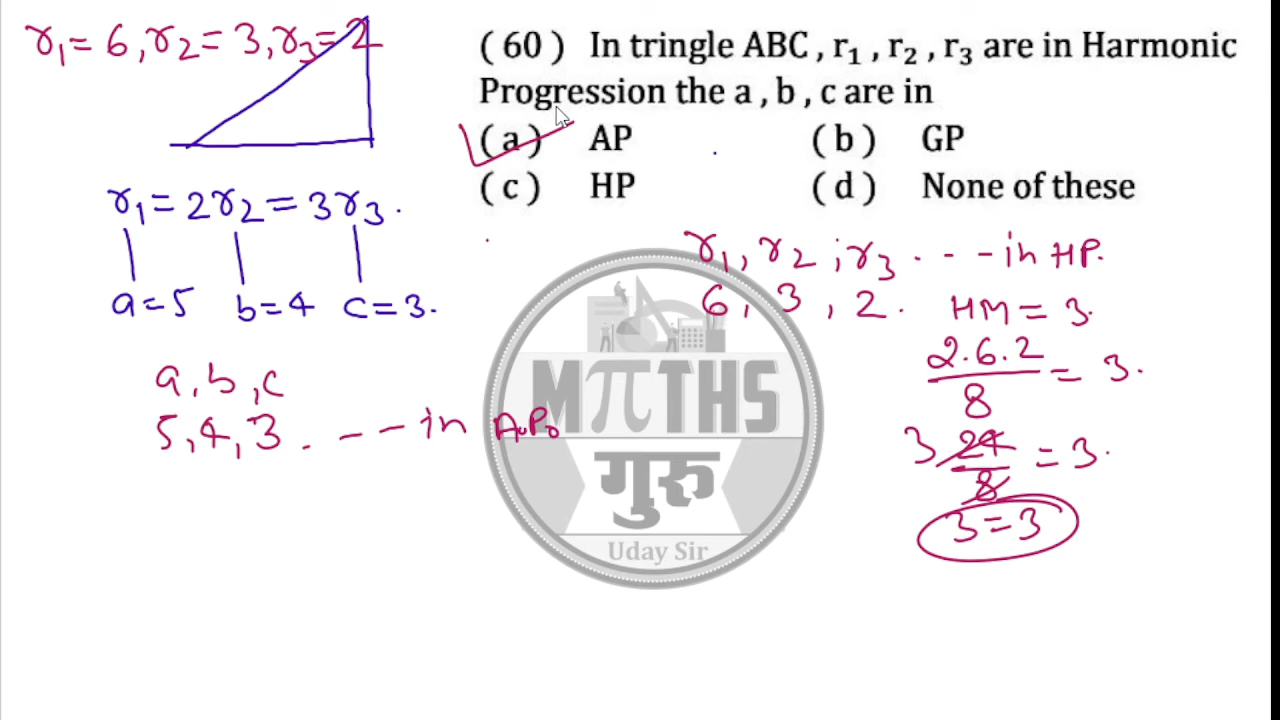 r₁= 6, r₂= 3, r₃= 2
( 60 ) In tringle ABC , r₁ , r₂ , r₃ are in Harmonic
Progression the a , b , c are in
( a ) AP ( b ) GP
( c ) HP ( d ) None of these
r₁= 2r₂= 3r₃.
a=5 b=4 c=3.
r₁, r₂ , r₃ . - - - in HP.
6 , 3 , 2 . HM = 3.
2.6.2/8 = 3.
a, b, c
5, 4, 3 . - - - in A.P.
3 24/8 = 3.
3 = 3
MπTHS
गुरु
Uday Sir